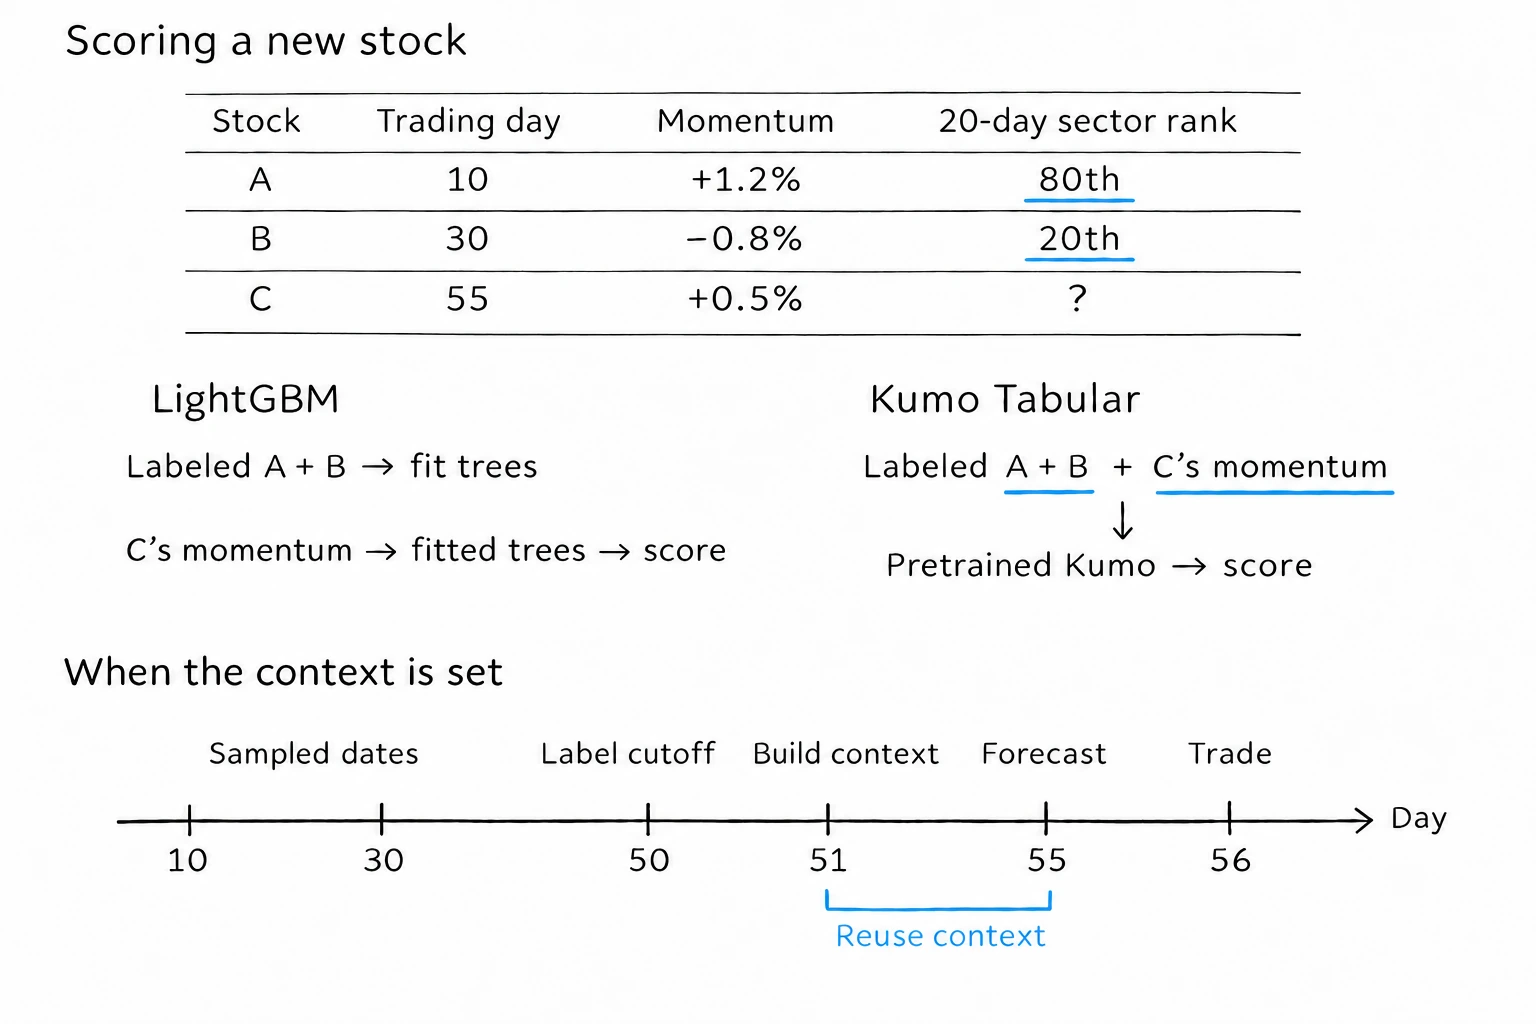 Scoring a new stock
Stock Trading day Momentum 20-day sector rank
A 10 +1.2% 80th
B 30 −0.8% 20th
C 55 +0.5% ?
LightGBM
Labeled A + B → fit trees
C’s momentum → fitted trees → score
Kumo Tabular
Labeled A + B + C’s momentum
↓
Pretrained Kumo → score
When the context is set
Sampled dates Label cutoff Build context Forecast Trade
Day
10 30 50 51 55 56
Reuse context